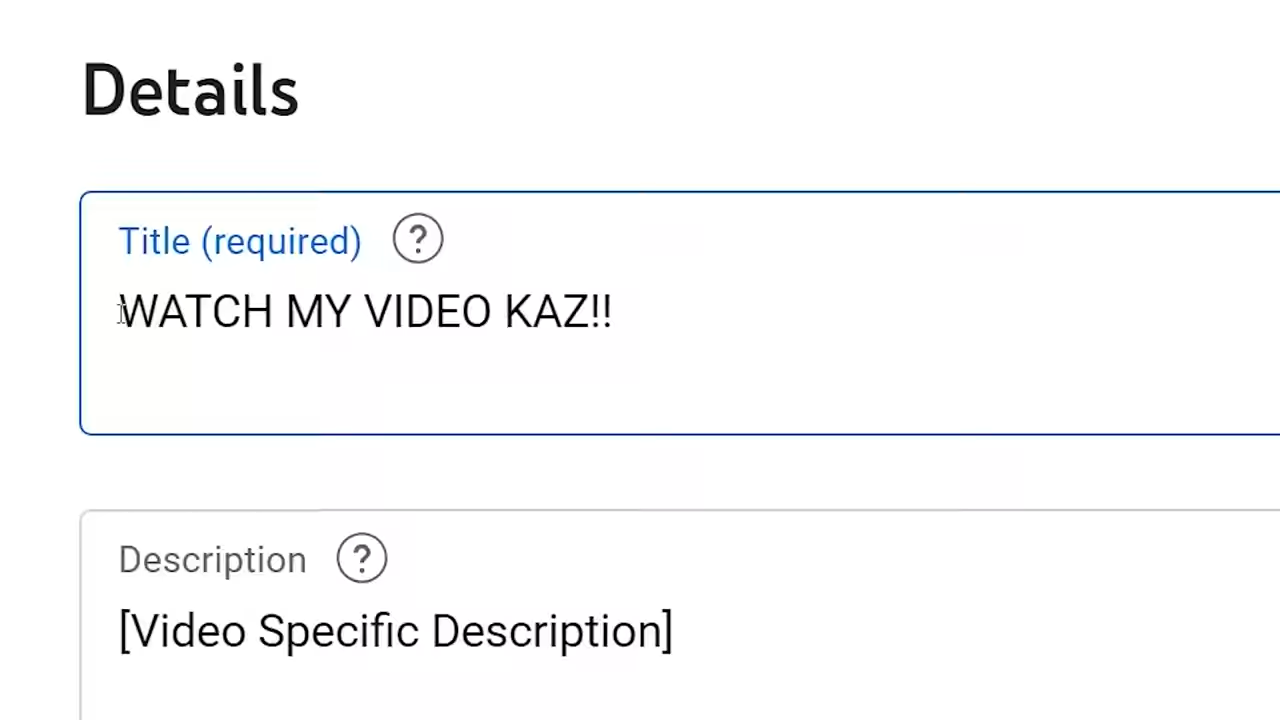 Details
Title (required) ?
WATCH MY VIDEO KAZ!!
Description ?
[Video Specific Description]